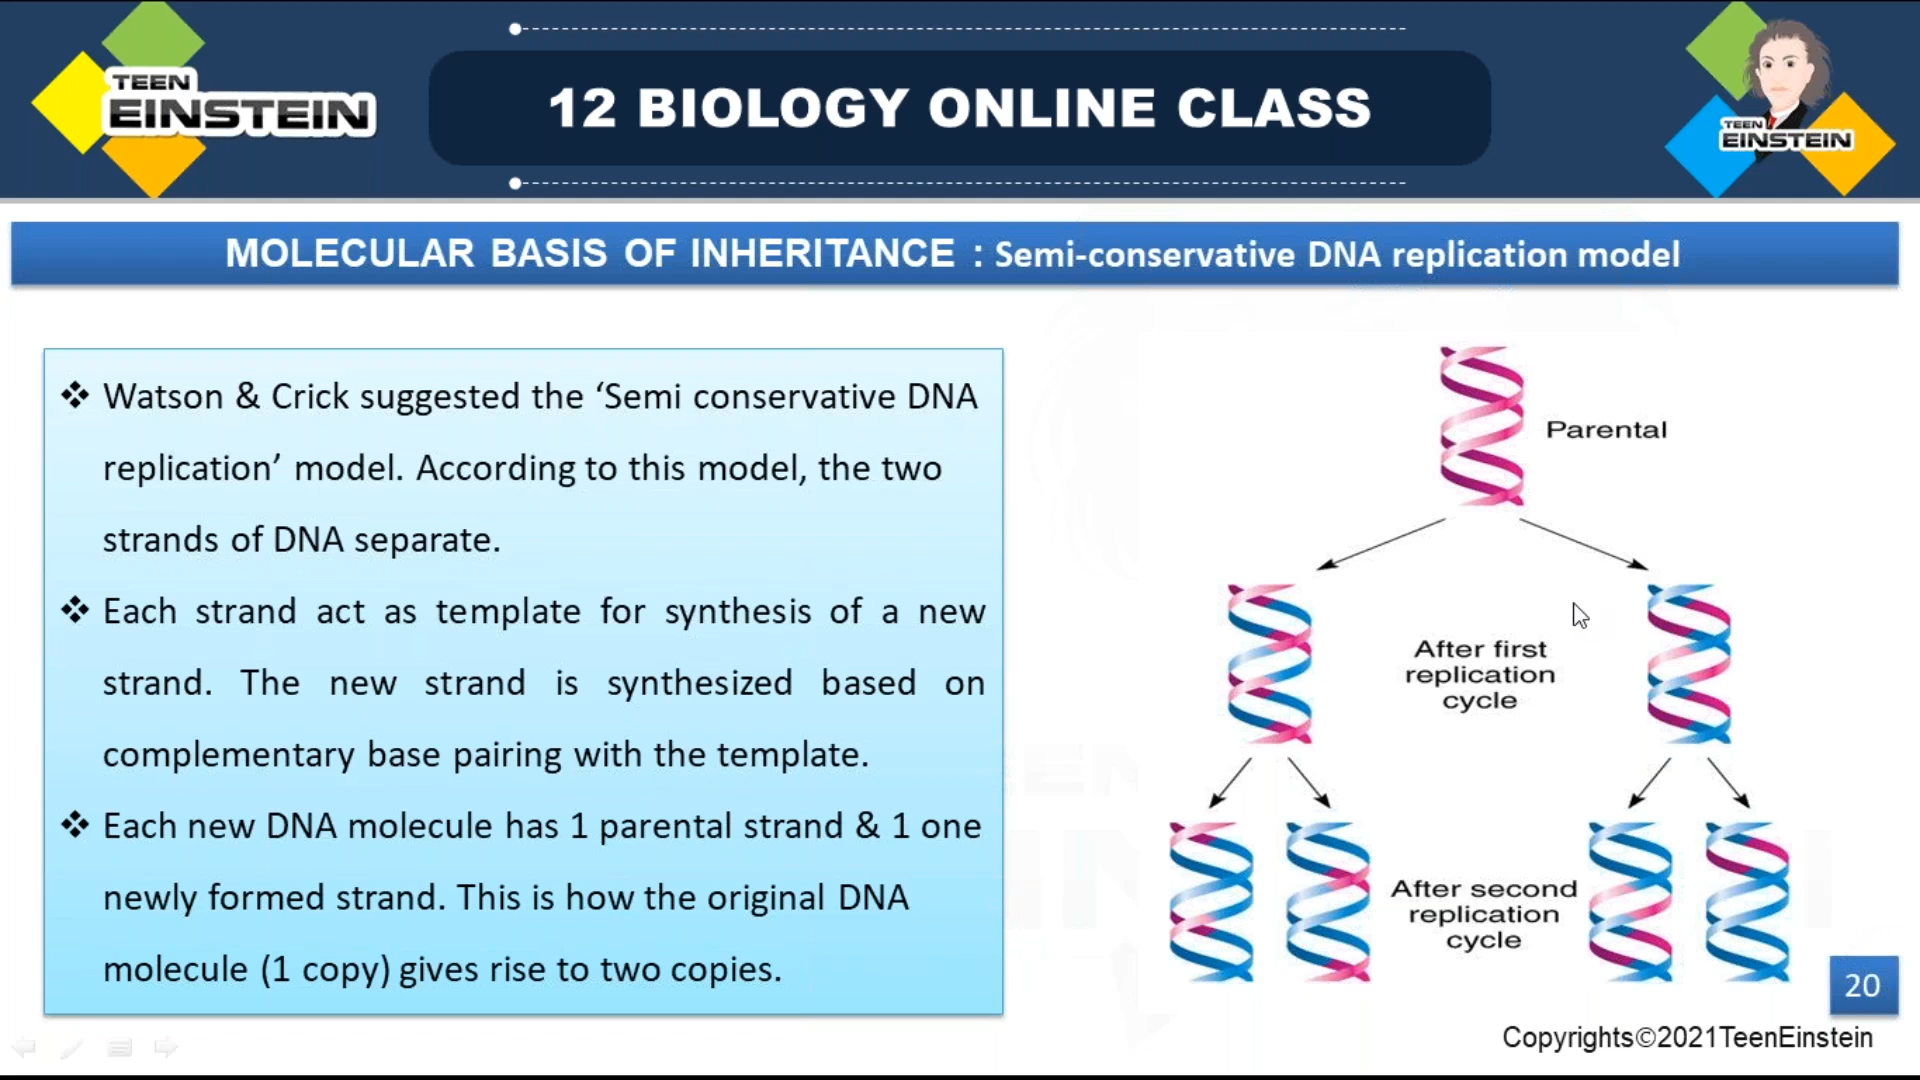 TEEN
EINSTEIN
12 BIOLOGY ONLINE CLASS
TEEN
EINSTEIN
MOLECULAR BASIS OF INHERITANCE : Semi-conservative DNA replication model
❖ Watson & Crick suggested the ‘Semi conservative DNA
replication’ model. According to this model, the two
strands of DNA separate.
❖ Each strand act as template for synthesis of a new
strand. The new strand is synthesized based on
complementary base pairing with the template.
❖ Each new DNA molecule has 1 parental strand & 1 one
newly formed strand. This is how the original DNA
molecule (1 copy) gives rise to two copies.
Parental
After first
replication
cycle
After second
replication
cycle
20
Copyrights©2021TeenEinstein